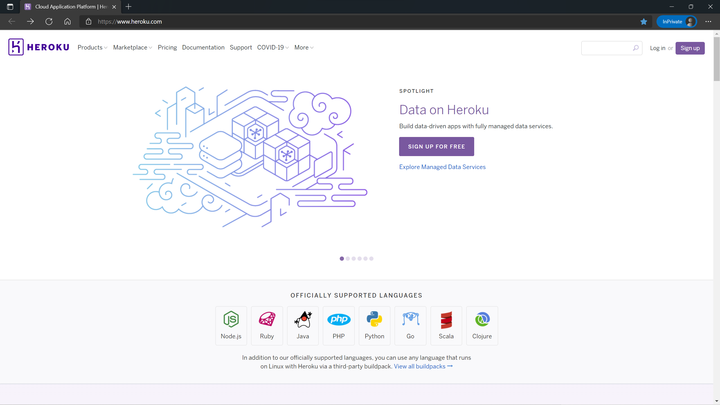 Cloud Application Platform | Her
https://www.heroku.com
InPrivate
HEROKU
Products
Marketplace
Pricing
Documentation
Support
COVID-19
More
Log in or
Sign up
SPOTLIGHT
Data on Heroku
Build data-driven apps with fully managed data services.
SIGN UP FOR FREE
Explore Managed Data Services
OFFICIALLY SUPPORTED LANGUAGES
JS
php
Node.js
Ruby
Java
PHP
Python
Go
Scala
Clojure
In addition to our officially supported languages, you can use any language that runs
on Linux with Heroku via a third-party buildpack. View all buildpacks